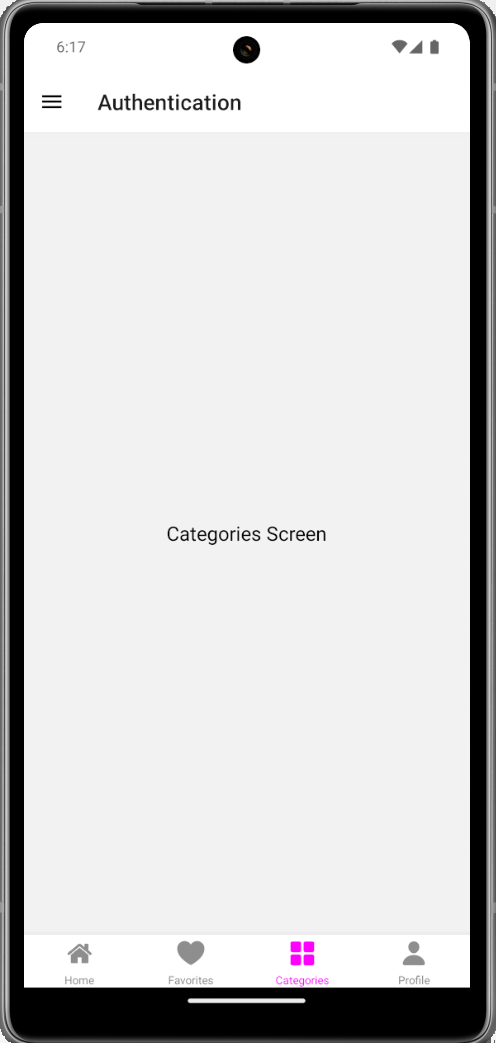 6:17
Authentication
Categories Screen
Home
Favorites
Categories
Profile